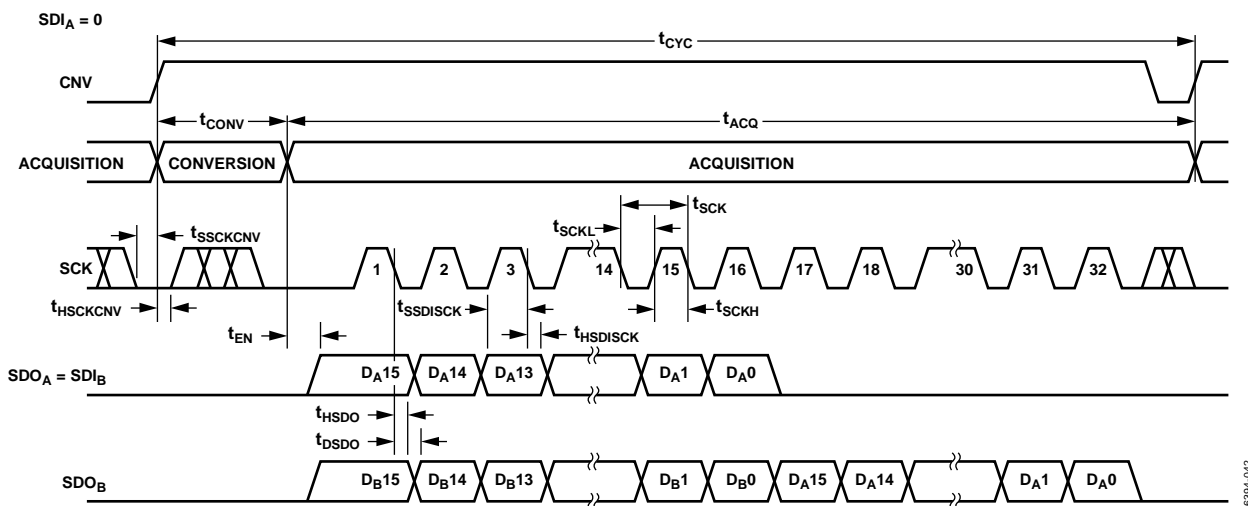 SDIA = 0
tCYC
CNV
tCONV
tACQ
ACQUISITION CONVERSION ACQUISITION
tSCK
tSSCKCNV
tSCKL
SCK 1 2 3 14 15 16 17 18 30 31 32
tHSCKCNV
tSSDISCK
tSCKH
tEN
tHSDISCK
SDOA = SDIB DA15 DA14 DA13 DA1 DA0
tHSDO
tDSDO
SDOB DB15 DB14 DB13 DB1 DB0 DA15 DA14 DA1 DA0